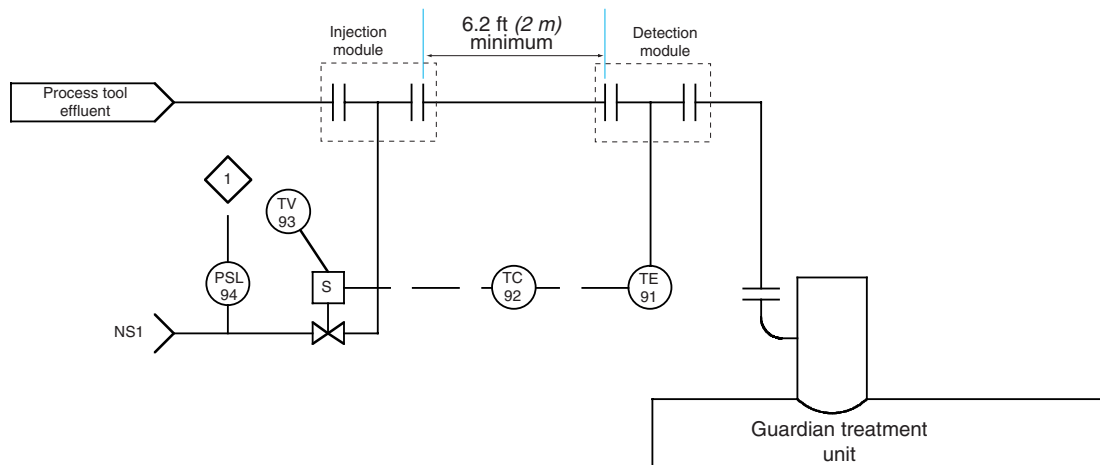 Injection
module
6.2 ft (2 m)
minimum
Detection
module
Process tool
effluent
1
TV
93
PSL
94
S
TC
92
TE
91
NS1
Guardian treatment
unit